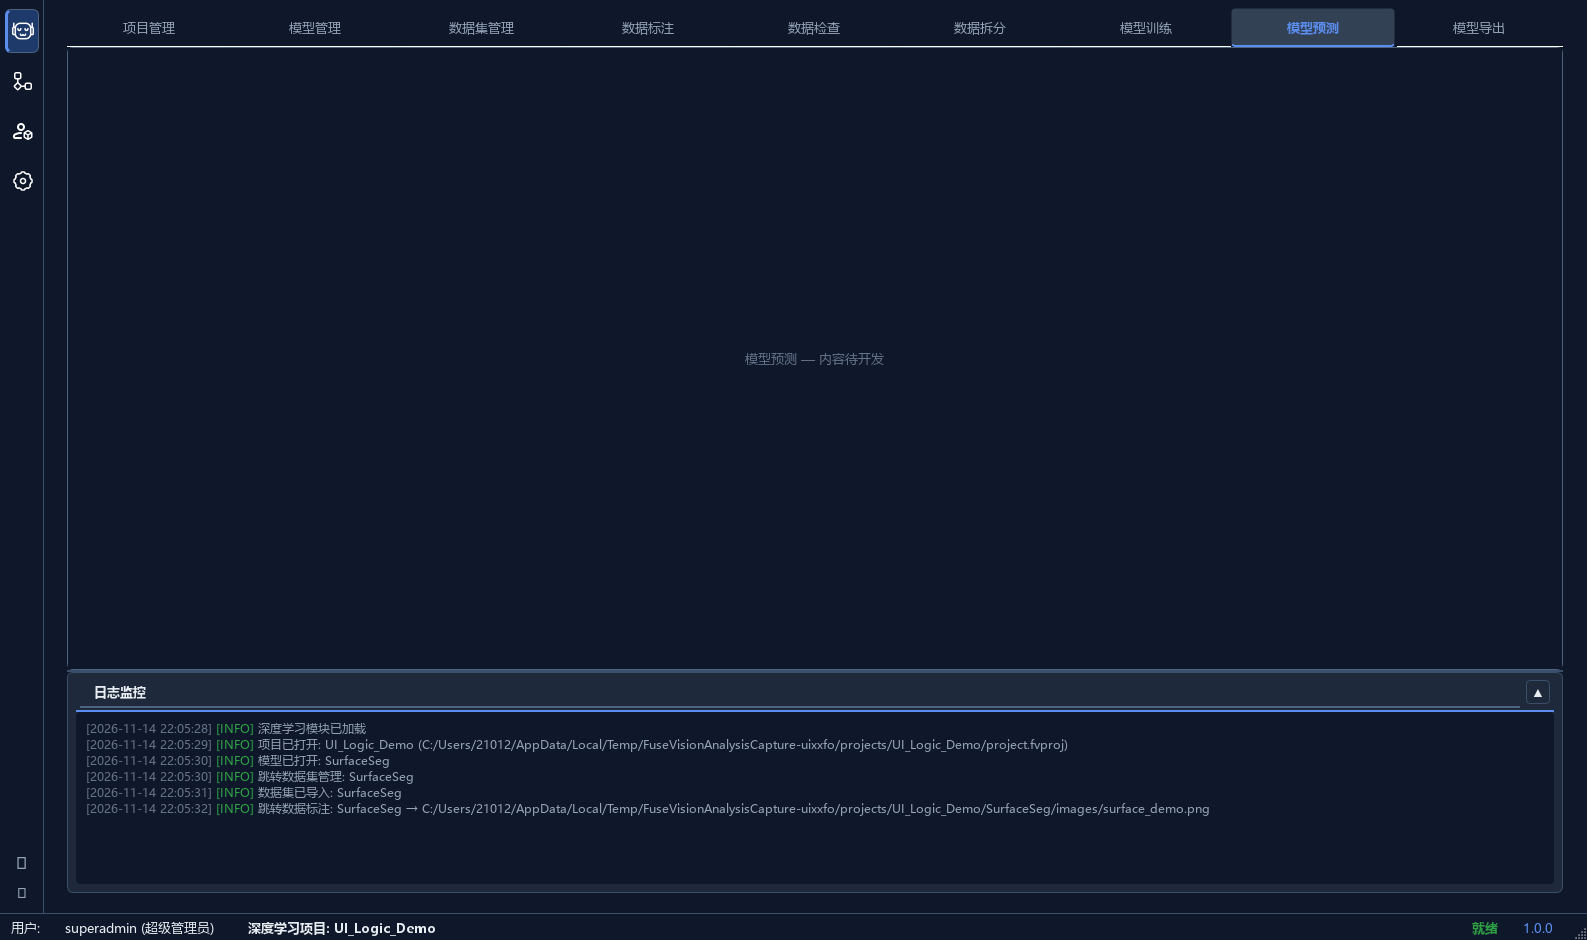 项目管理 模型管理 数据集管理 数据标注 数据检查 数据拆分 模型训练 模型预测 模型导出
模型预测 — 内容待开发
日志监控 ▲
[2026-11-14 22:05:28] [INFO] 深度学习模块已加载
[2026-11-14 22:05:29] [INFO] 项目已打开: UI_Logic_Demo (C:/Users/21012/AppData/Local/Temp/FuseVisionAnalysisCapture-uixxfo/projects/UI_Logic_Demo/project.fvproj)
[2026-11-14 22:05:30] [INFO] 模型已打开: SurfaceSeg
[2026-11-14 22:05:30] [INFO] 跳转数据集管理: SurfaceSeg
[2026-11-14 22:05:31] [INFO] 数据集已导入: SurfaceSeg
[2026-11-14 22:05:32] [INFO] 跳转数据标注: SurfaceSeg → C:/Users/21012/AppData/Local/Temp/FuseVisionAnalysisCapture-uixxfo/projects/UI_Logic_Demo/SurfaceSeg/images/surface_demo.png
用户: superadmin (超级管理员) 深度学习项目: UI_Logic_Demo 就绪 1.0.0